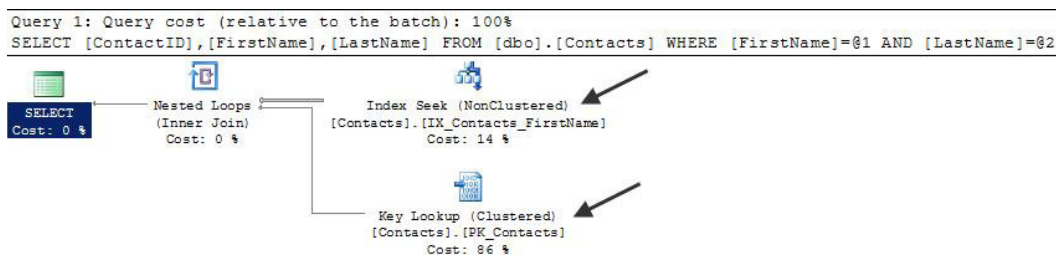 Query 1: Query cost (relative to the batch): 100%
SELECT [ContactID],[FirstName],[LastName] FROM [dbo].[Contacts] WHERE [FirstName]=@1 AND [LastName]=@2
SELECT
Cost: 0 %
Nested Loops
(Inner Join)
Cost: 0 %
Index Seek (NonClustered)
[Contacts].[IX_Contacts_FirstName]
Cost: 14 %
Key Lookup (Clustered)
[Contacts].[PK_Contacts]
Cost: 86 %